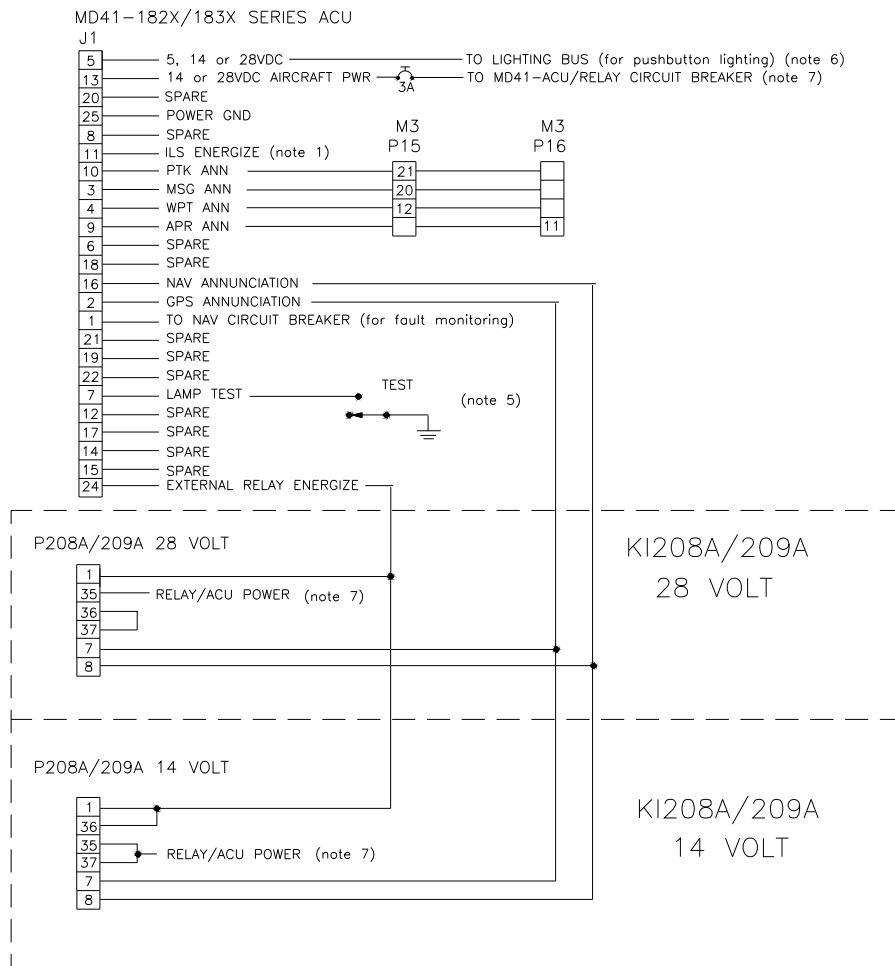 MD41-182X/183X SERIES ACU
J1
5 5, 14 or 28VDC TO LIGHTING BUS (for pushbutton lighting) (note 6)
13 14 or 28VDC AIRCRAFT PWR 3A TO MD41-ACU/RELAY CIRCUIT BREAKER (note 7)
20 SPARE
25 POWER GND
8 SPARE
M3 M3
11 ILS ENERGIZE (note 1) P15 P16
10 PTK ANN 21
3 MSG ANN 20
4 WPT ANN 12
9 APR ANN 11
6 SPARE
18 SPARE
16 NAV ANNUNCIATION
2 GPS ANNUNCIATION
1 TO NAV CIRCUIT BREAKER (for fault monitoring)
21 SPARE
19 SPARE
22 SPARE
7 LAMP TEST TEST (note 5)
12 SPARE
17 SPARE
14 SPARE
15 SPARE
24 EXTERNAL RELAY ENERGIZE
P208A/209A 28 VOLT
KI208A/209A
28 VOLT
1
35 RELAY/ACU POWER (note 7)
36
37
7
8
P208A/209A 14 VOLT
KI208A/209A
14 VOLT
1
36
35
37 RELAY/ACU POWER (note 7)
7
8